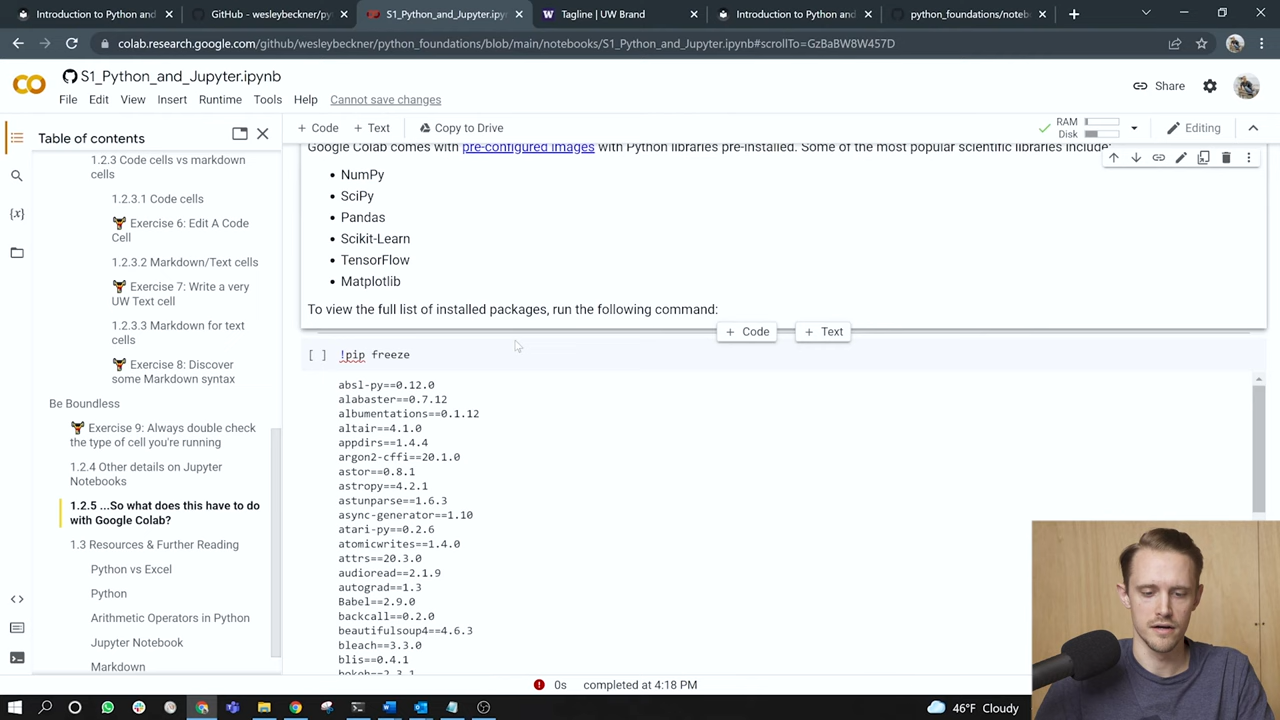 Introduction to Python and
GitHub - wesleybeckner/py
S1_Python_and_Jupyter.ipyn
Tagline | UW Brand
Introduction to Python and
python_foundations/noteb
colab.research.google.com/github/wesleybeckner/python_foundations/blob/main/notebooks/S1_Python_and_Jupyter.ipynb#scrollTo=GzBaBW8W457D
S1_Python_and_Jupyter.ipynb
File Edit View Insert Runtime Tools Help Cannot save changes
Share
Table of contents
+ Code + Text Copy to Drive
RAM
Disk
Editing
1.2.3 Code cells vs markdown
cells
1.2.3.1 Code cells
Exercise 6: Edit A Code
Cell
1.2.3.2 Markdown/Text cells
Exercise 7: Write a very
UW Text cell
1.2.3.3 Markdown for text
cells
Exercise 8: Discover
some Markdown syntax
Be Boundless
Exercise 9: Always double check
the type of cell you're running
1.2.4 Other details on Jupyter
Notebooks
1.2.5 ...So what does this have to do
with Google Colab?
1.3 Resources & Further Reading
Python vs Excel
Python
Arithmetic Operators in Python
Jupyter Notebook
Markdown
Google Colab comes with pre-configured images with Python libraries pre-installed. Some of the most popular scientific libraries include:
• NumPy
• SciPy
• Pandas
• Scikit-Learn
• TensorFlow
• Matplotlib
To view the full list of installed packages, run the following command:
+ Code + Text
[ ] !pip freeze
absl-py==0.12.0
alabaster==0.7.12
albumentations==0.1.12
altair==4.1.0
appdirs==1.4.4
argon2-cffi==20.1.0
astor==0.8.1
astropy==4.2.1
astunparse==1.6.3
async-generator==1.10
atari-py==0.2.6
atomicwrites==1.4.0
attrs==20.3.0
audioread==2.1.9
autograd==1.3
Babel==2.9.0
backcall==0.2.0
beautifulsoup4==4.6.3
bleach==3.3.0
blis==0.4.1
bokeh==2.3.1
0s completed at 4:18 PM
46°F Cloudy